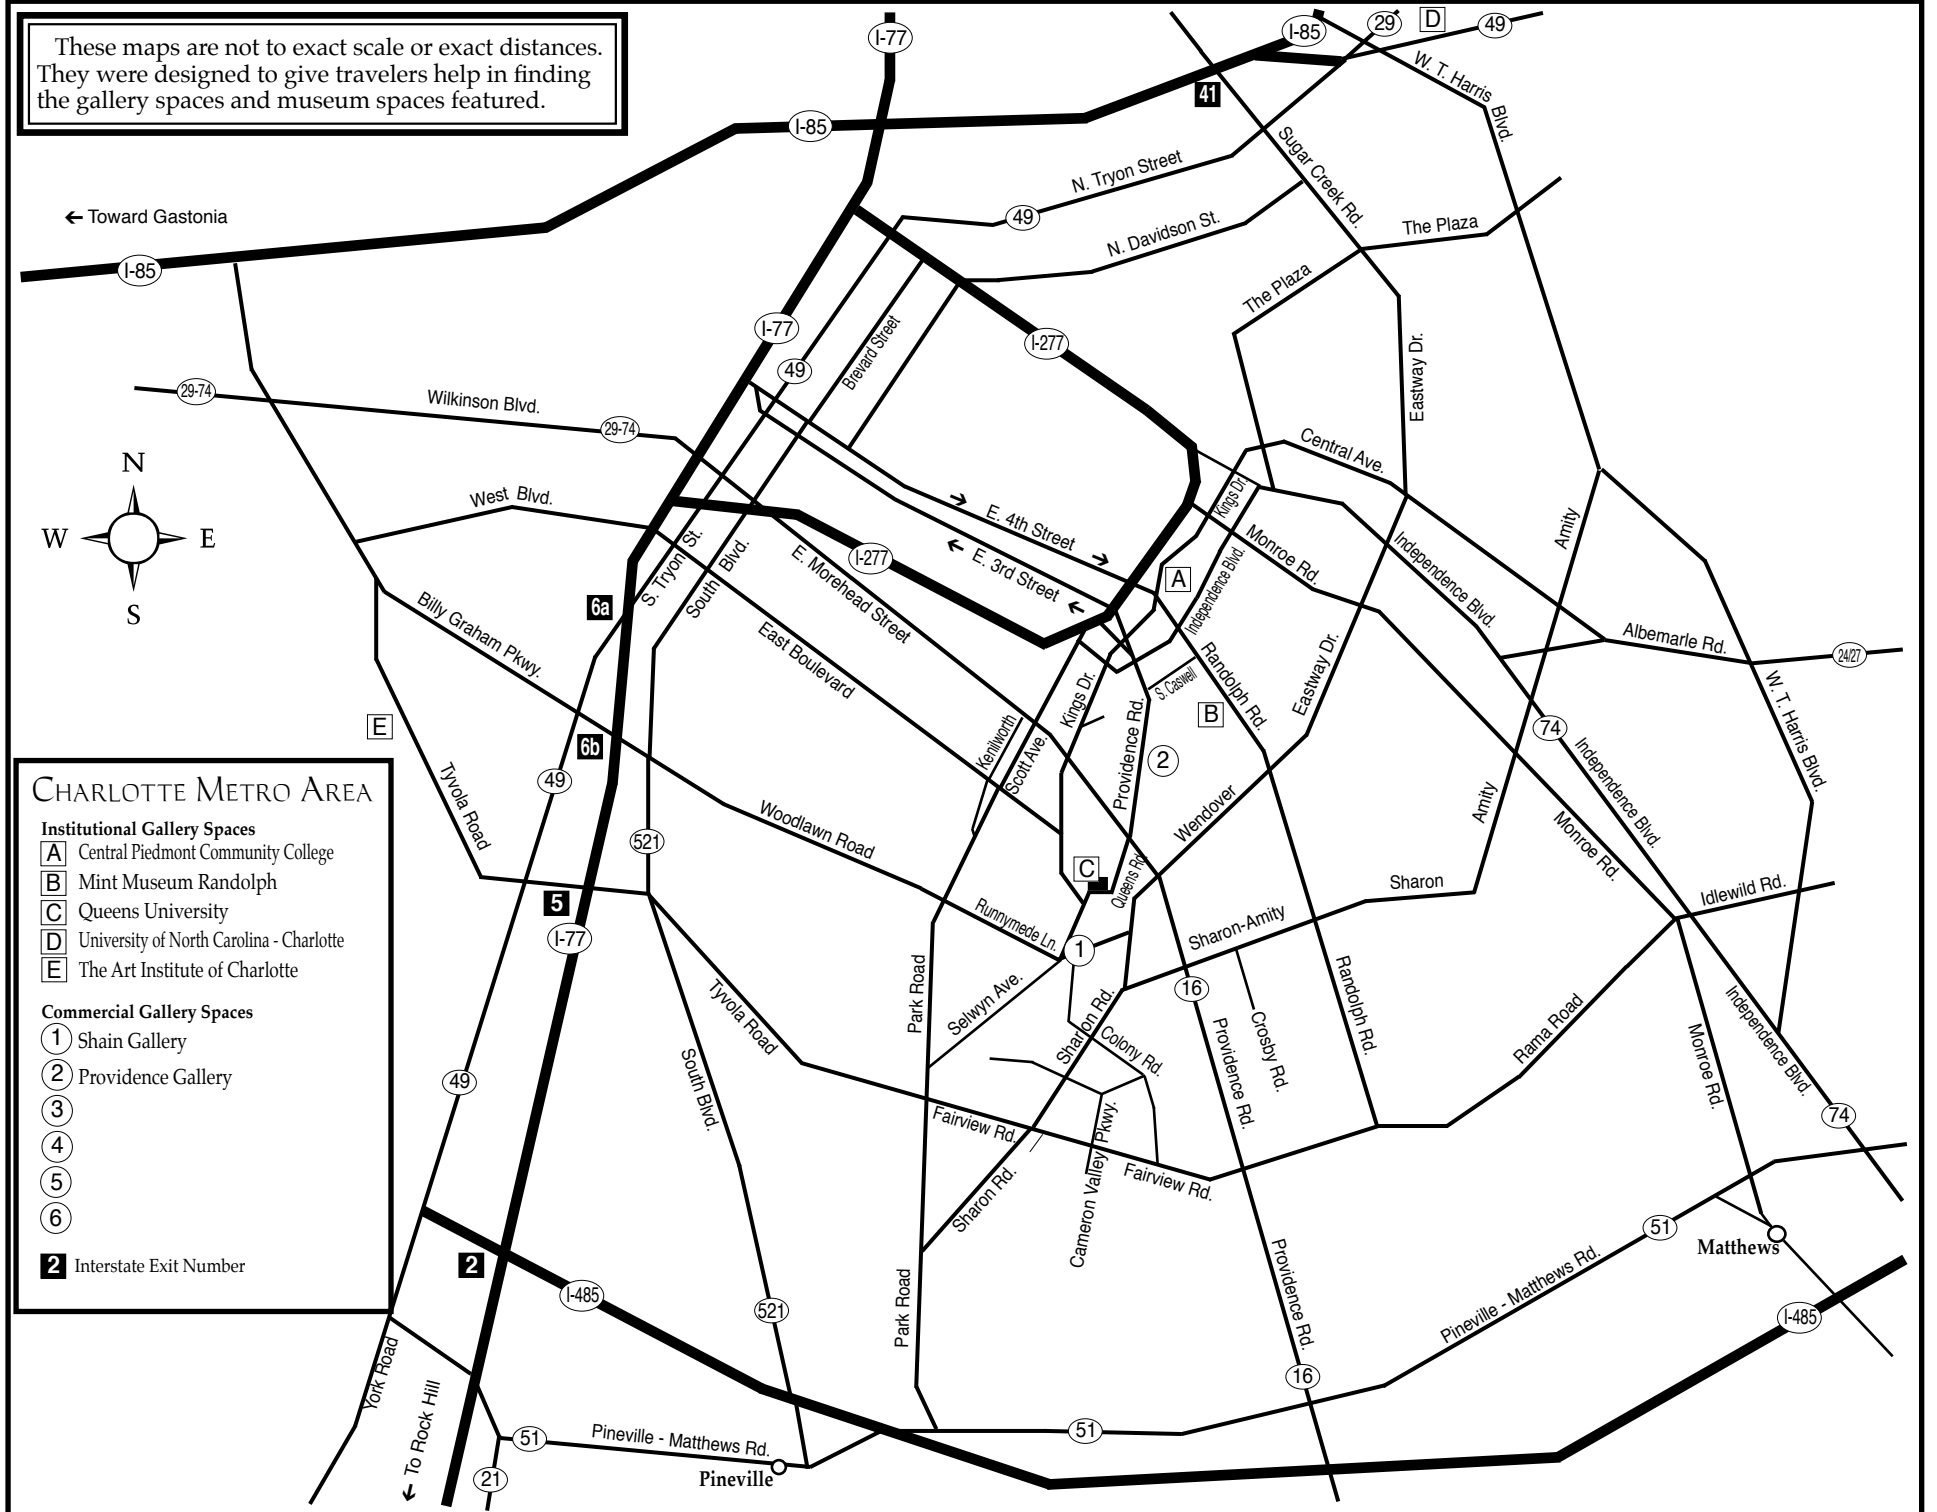 These maps are not to exact scale or exact distances.
They were designed to give travelers help in finding
the gallery spaces and museum spaces featured.
I-77
I-85
29
D
49
W. T. Harris
Blvd.
41
I-85
Sugar Creek Rd.
N. Tryon Street
49
← Toward Gastonia
N. Davidson St.
The Plaza
I-85
The Plaza
I-77
I-277
49
Brevard Street
Eastway Dr.
29-74
Wilkinson Blvd.
29-74
Central Ave.
N
W
E
S
West Blvd.
Kings Dr.
E. 4th Street
Monroe Rd.
Independence Blvd.
Amity
S. Tryon St.
South Blvd.
I-277
E. Morehead Street
E. 3rd Street
A
Independence Blvd.
6a
Billy Graham Pkwy.
East Boulevard
Albemarle Rd.
24/27
Randolph Rd.
Eastway Dr.
S. Caswell
W. T. Harris Blvd.
E
B
Kings Dr.
Kenilworth
Scott Ave.
Providence Rd.
2
74
6b
Independence Blvd.
49
Tyvola Road
Woodlawn Road
Wendover
Amity
521
Monroe Rd.
C
Queens Rd.
Sharon
Idlewild Rd.
5
Runnymede Ln.
Sharon-Amity
I-77
1
Park Road
Selwyn Ave.
16
Randolph Rd.
Tyvola Road
Sharon Rd.
Colony Rd.
Providence Rd.
Crosby Rd.
Rama Road
Monroe Rd.
Independence Blvd.
49
South Blvd.
Fairview Rd.
Cameron Valley Pkwy.
74
Sharon Rd.
Fairview Rd.
51
Matthews
2
I-485
Providence Rd.
Pineville - Matthews Rd.
521
Park Road
I-485
York Road
16
← To Rock Hill
51
Pineville - Matthews Rd.
51
Pineville
21
CHARLOTTE METRO AREA
Institutional Gallery Spaces
A Central Piedmont Community College
B Mint Museum Randolph
C Queens University
D University of North Carolina - Charlotte
E The Art Institute of Charlotte
Commercial Gallery Spaces
1 Shain Gallery
2 Providence Gallery
3
4
5
6
2 Interstate Exit Number